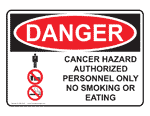 DANGER
CANCER HAZARD
AUTHORIZED
PERSONNEL ONLY
NO SMOKING OR
EATING